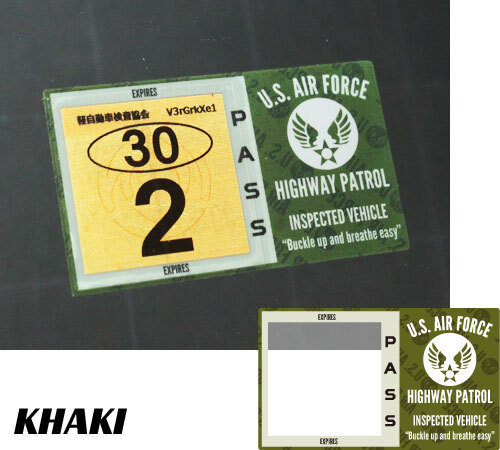 EXPIRES
軽自動車検査協会 V3rGrkXe1
30
2
EXPIRES
PASS
U.S. AIR FORCE
HIGHWAY PATROL
INSPECTED VEHICLE
"Buckle up and breathe easy"
EXPIRES
EXPIRES
PASS
U.S. AIR FORCE
HIGHWAY PATROL
INSPECTED VEHICLE
"Buckle up and breathe easy"
KHAKI